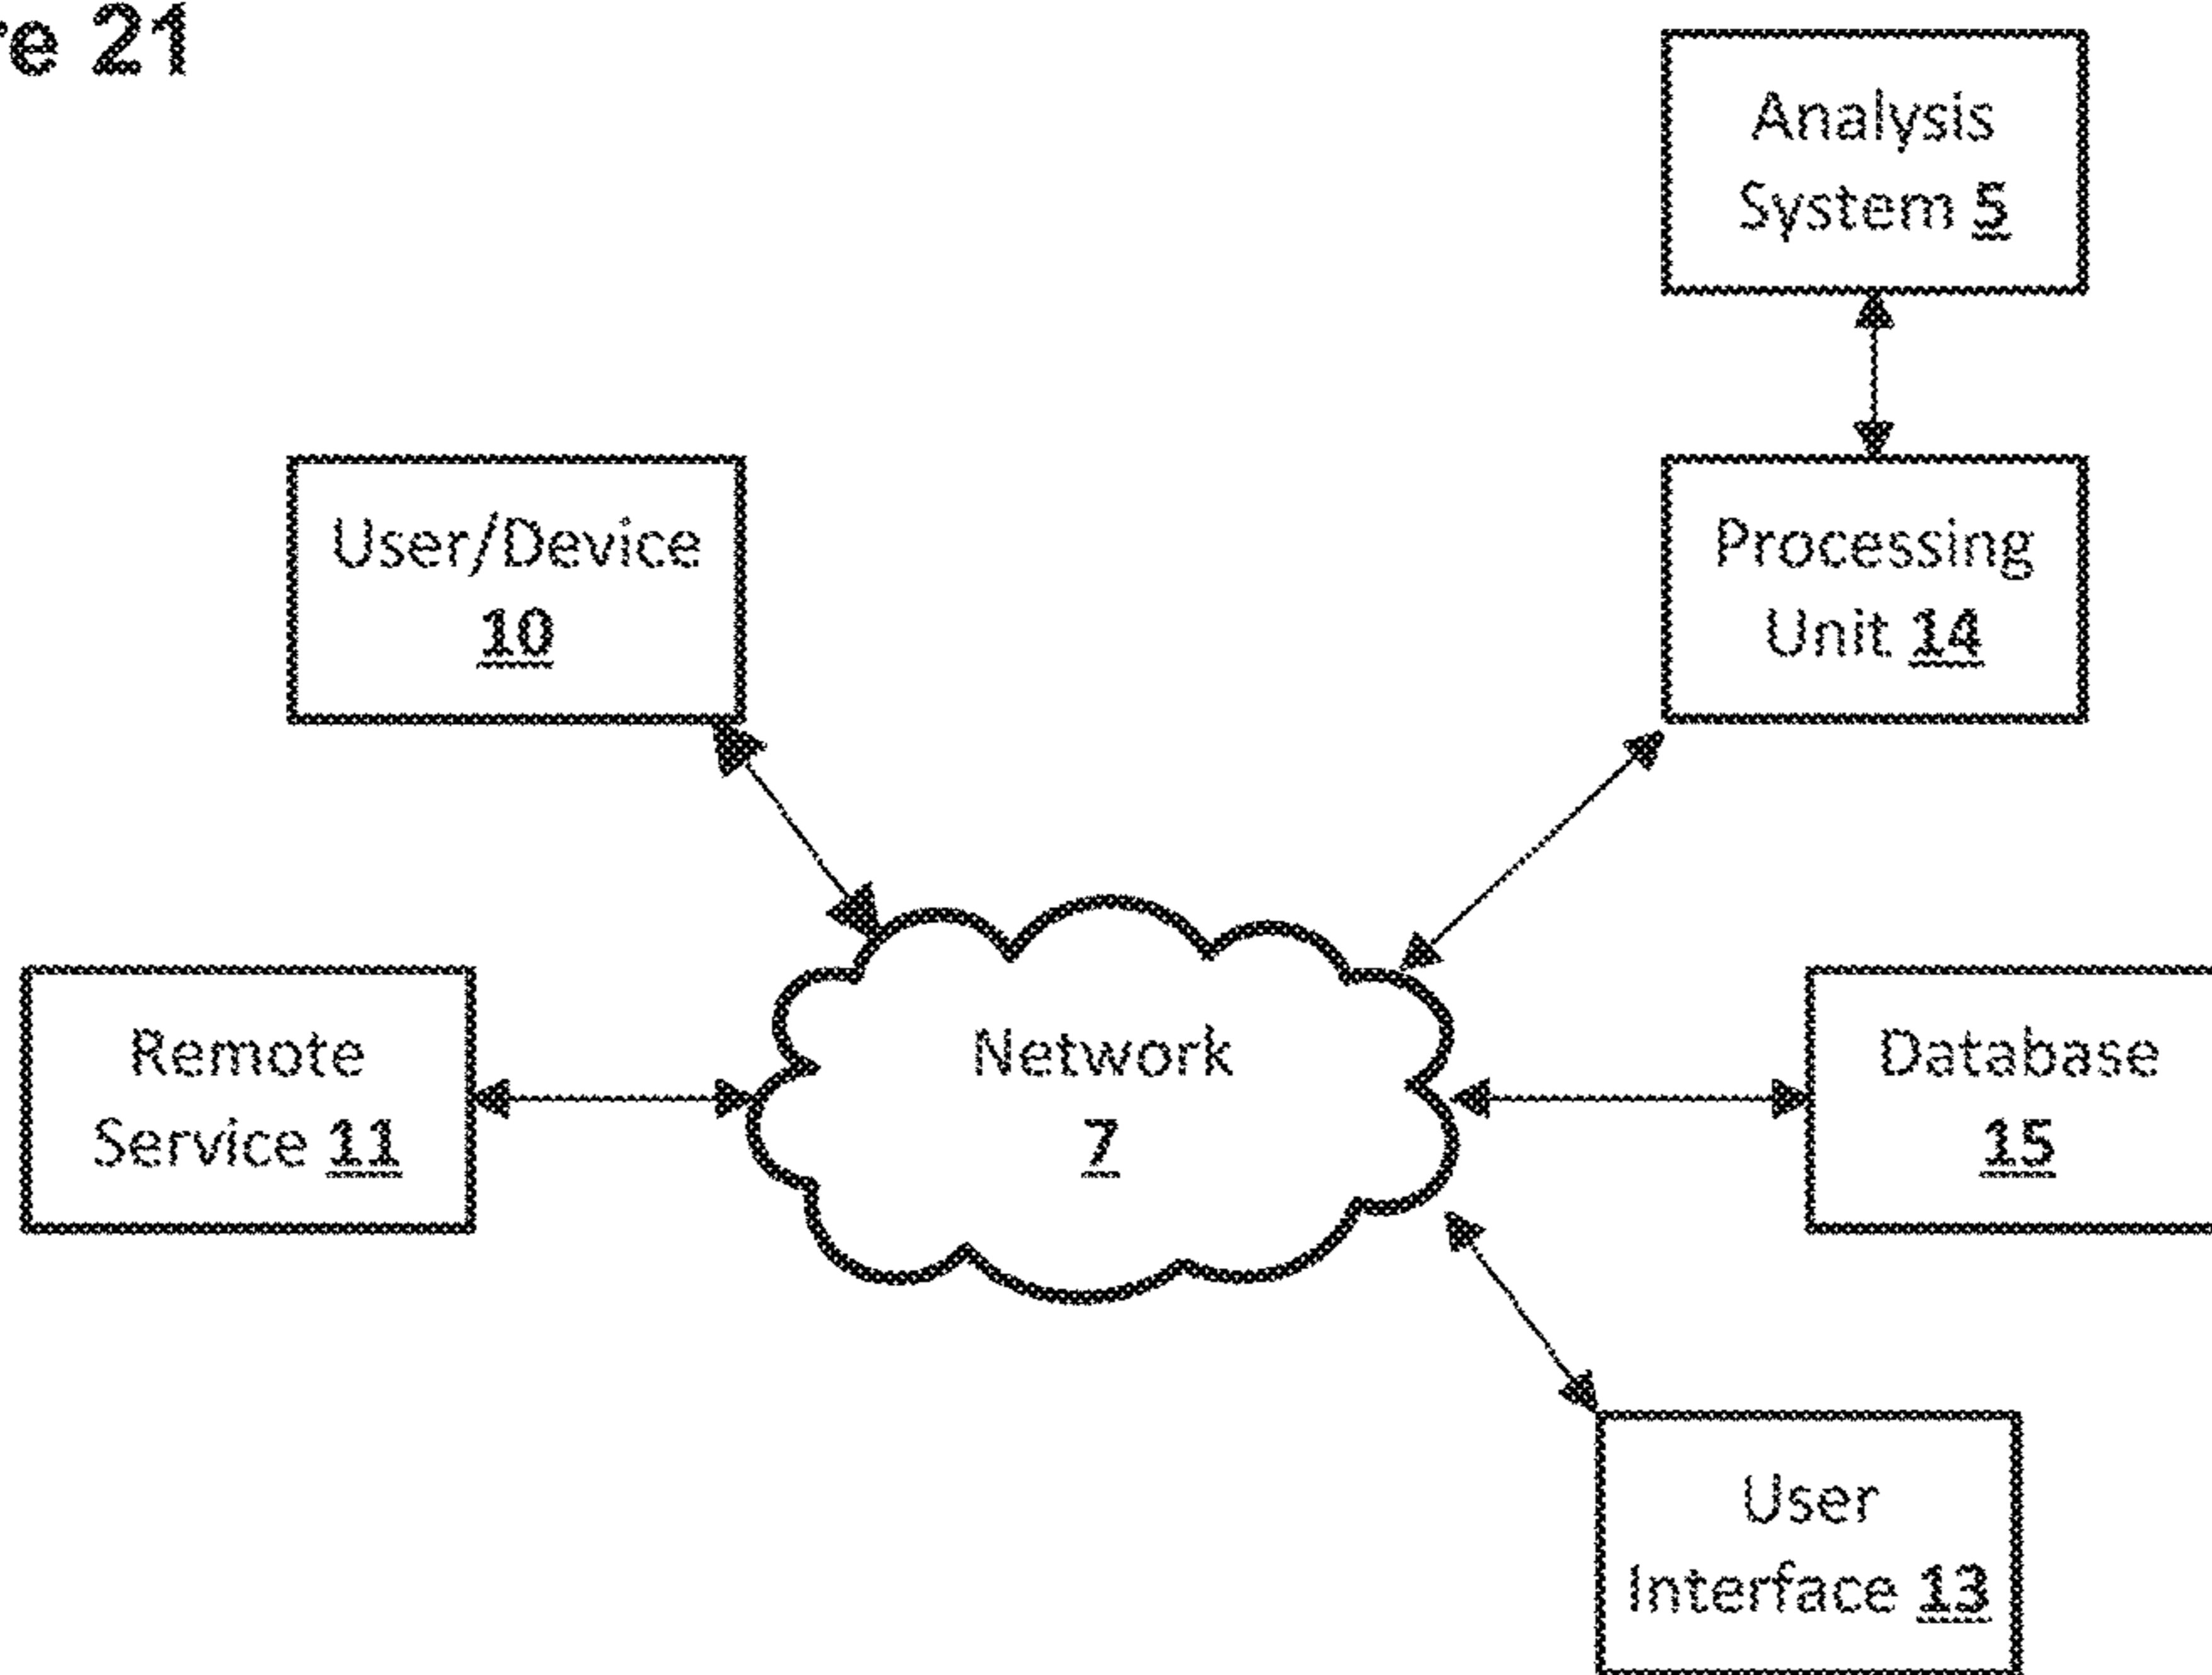 re 21
Analysis
System 5
User/Device
10
Processing
Unit 14
Remote
Service 11
Network
7
Database
15
User
Interface 13